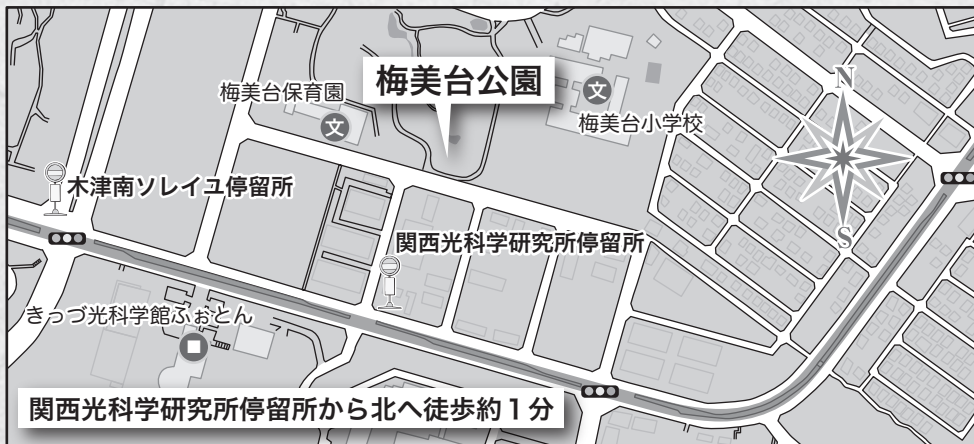 梅美台公園
梅美台保育園
文
文
梅美台小学校
N
S
木津南ソレイユ停留所
関西光科学研究所停留所
きっづ光科学館ふぉとん
関西光科学研究所停留所から北へ徒歩約1分